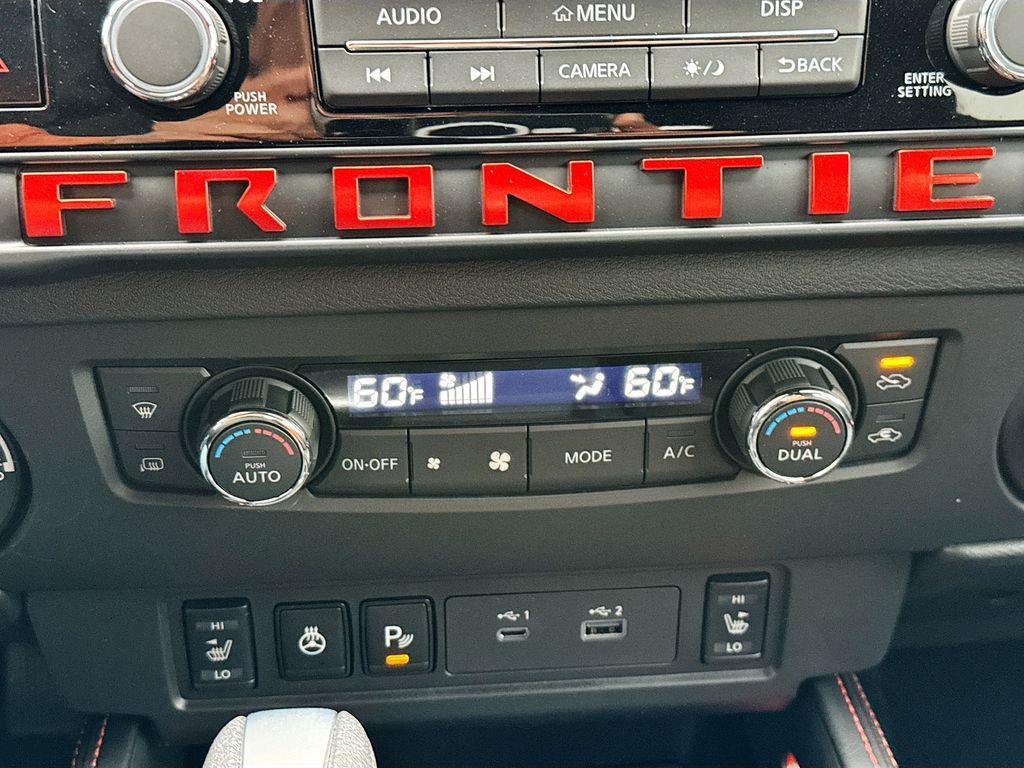 AUDIO
MENU
DISP
CAMERA
BACK
PUSH
POWER
ENTER
SETTING
FRONTIE
60°F
60°F
PUSH
AUTO
ON·OFF
MODE
A/C
PUSH
DUAL
HI
LO
P
1
2
HI
LO